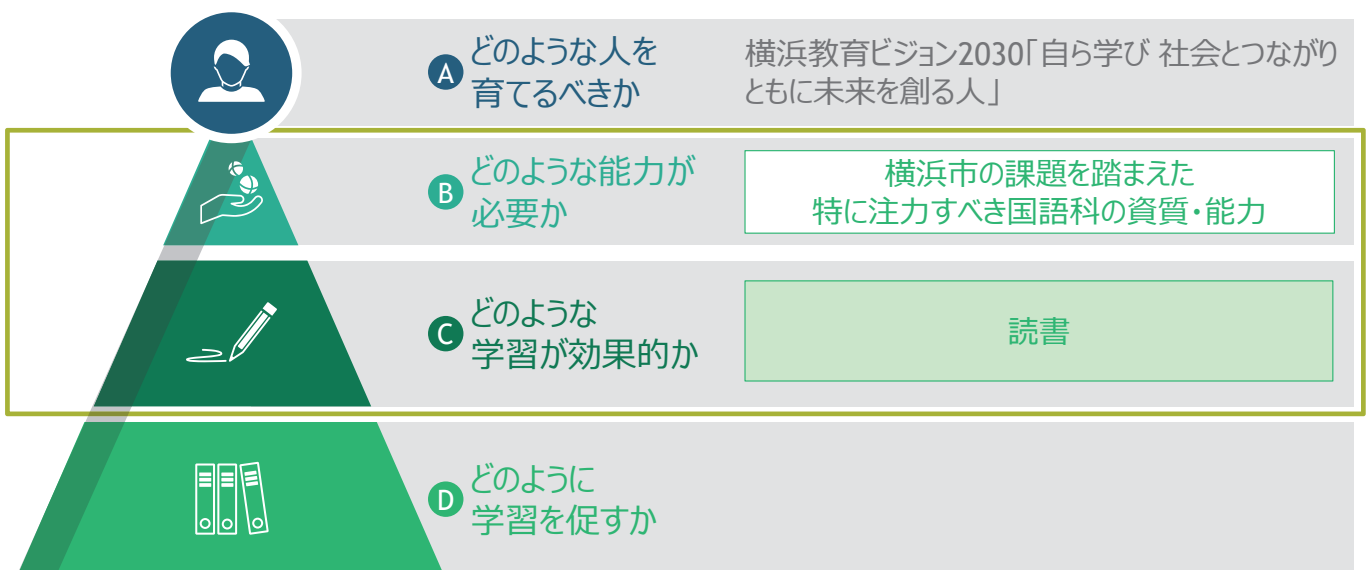 A どのような人を
育てるべきか
横浜教育ビジョン2030「自ら学び 社会とつながり
ともに未来を創る人」
B どのような能力が
必要か
横浜市の課題を踏まえた
特に注力すべき国語科の資質・能力
C どのような
学習が効果的か
読書
D どのように
学習を促すか